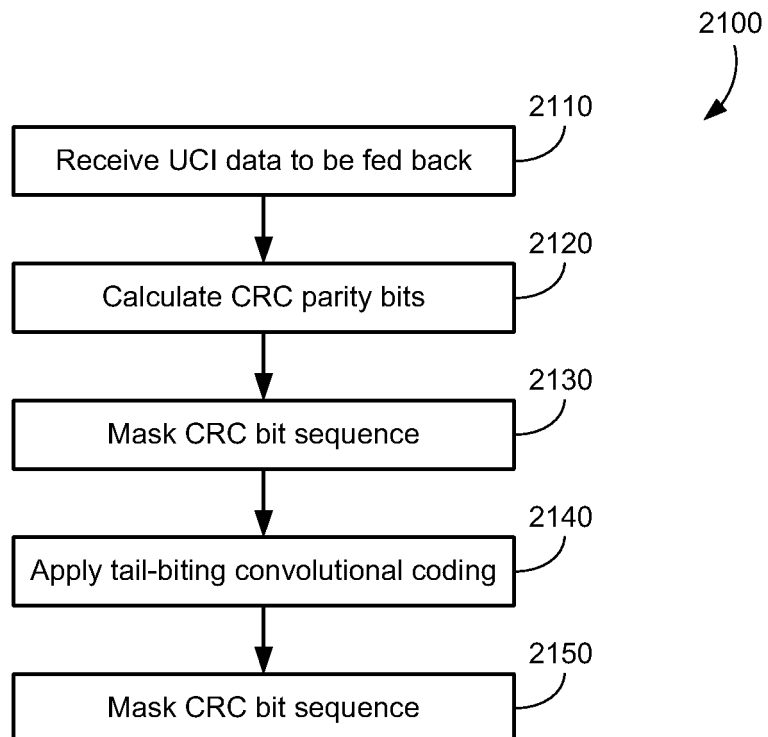 2100
2110
Receive UCI data to be fed back
2120
Calculate CRC parity bits
2130
Mask CRC bit sequence
2140
Apply tail-biting convolutional coding
2150
Mask CRC bit sequence